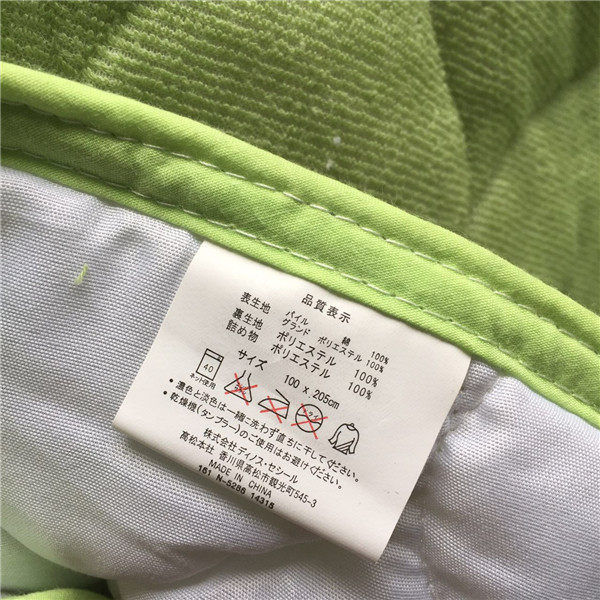 品質表示
表生地 パイル 綿 100%
グランド ポリエステル 100%
裏生地 ポリエステル 100%
詰め物 ポリエステル 100%
サイズ 100 x 205cm
40
ネット使用
・濃色と淡色は一緒に洗わず直ちに干してください。
・乾燥機(タンブラー)のご使用はお避けください。
株式会社ディノス・セシール
高松本社 香川県高松市観光町545-3
MADE IN CHINA
161 N-5286 14315